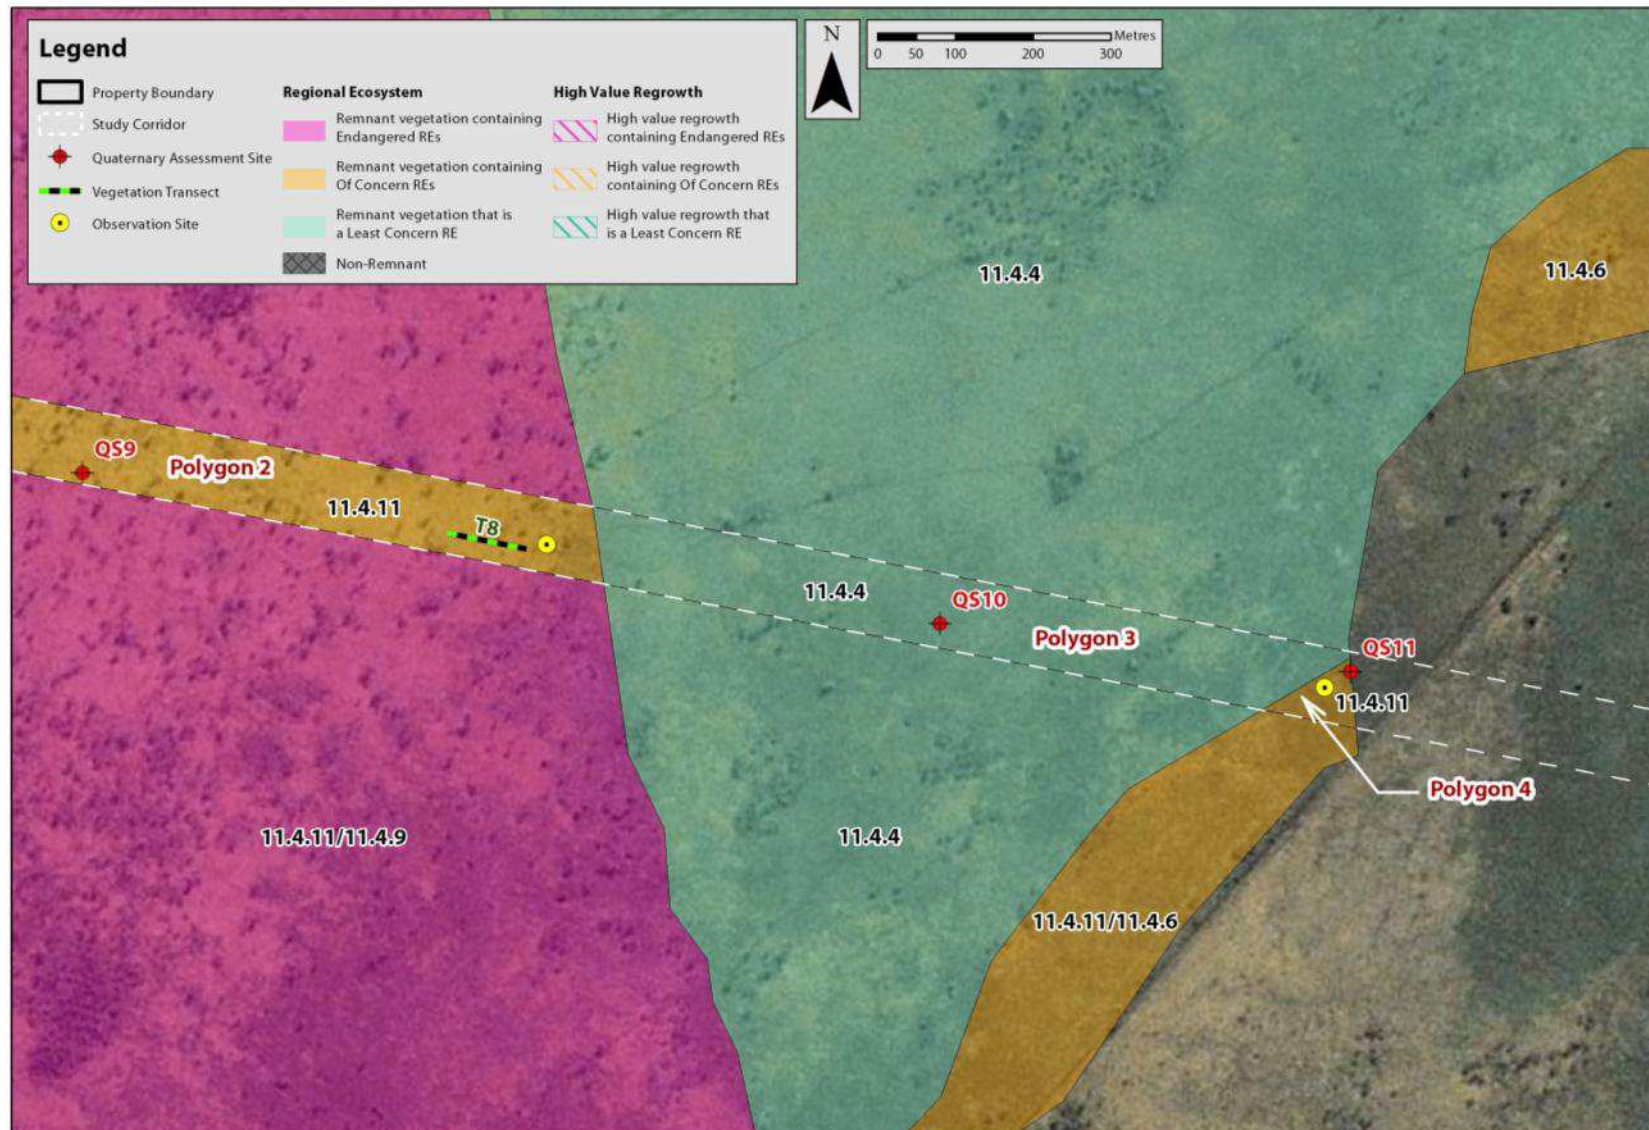 Legend
Property Boundary
Study Corridor
Quaternary Assessment Site
Vegetation Transect
Observation Site
Regional Ecosystem
Remnant vegetation containing
Endangered REs
Remnant vegetation containing
Of Concern REs
Remnant vegetation that is
a Least Concern RE
Non-Remnant
High Value Regrowth
High value regrowth
containing Endangered REs
High value regrowth
containing Of Concern REs
High value regrowth that
is a Least Concern RE
N
Metres
0 50 100 200 300
11.4.4
11.4.6
QS9
Polygon 2
11.4.11
T8
11.4.4
QS10
Polygon 3
QS11
11.4.11
Polygon 4
11.4.11/11.4.9
11.4.4
11.4.11/11.4.6